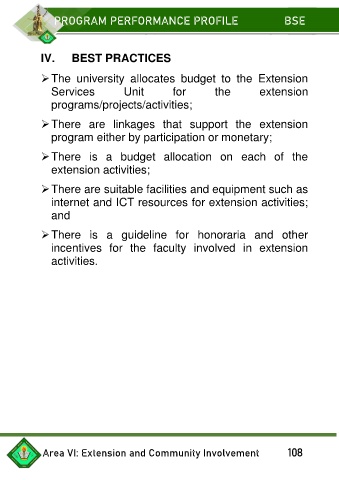 PROGRAM PERFORMANCE PROFILE BSE
IV. BEST PRACTICES
➢The university allocates budget to the Extension
Services Unit for the extension
programs/projects/activities;
➢There are linkages that support the extension
program either by participation or monetary;
➢There is a budget allocation on each of the
extension activities;
➢There are suitable facilities and equipment such as
internet and ICT resources for extension activities;
and
➢There is a guideline for honoraria and other
incentives for the faculty involved in extension
activities.
Area VI: Extension and Community Involvement 108